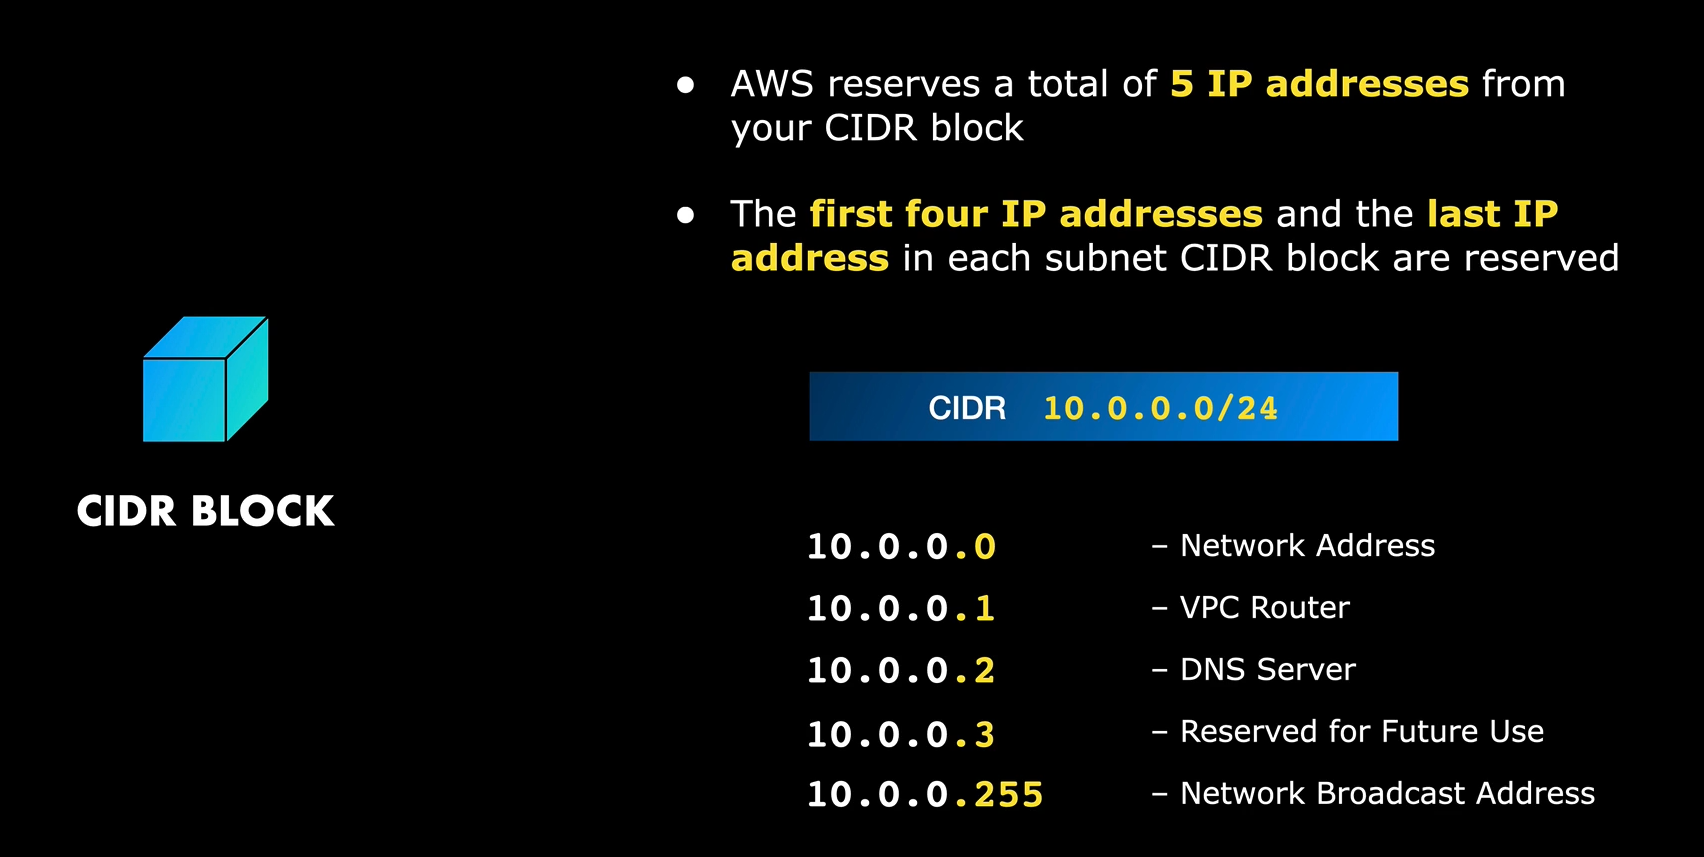 ● AWS reserves a total of 5 IP addresses from
your CIDR block
● The first four IP addresses and the last IP
address in each subnet CIDR block are reserved
CIDR 10.0.0.0/24
CIDR BLOCK
10.0.0.0 – Network Address
10.0.0.1 – VPC Router
10.0.0.2 – DNS Server
10.0.0.3 – Reserved for Future Use
10.0.0.255 – Network Broadcast Address